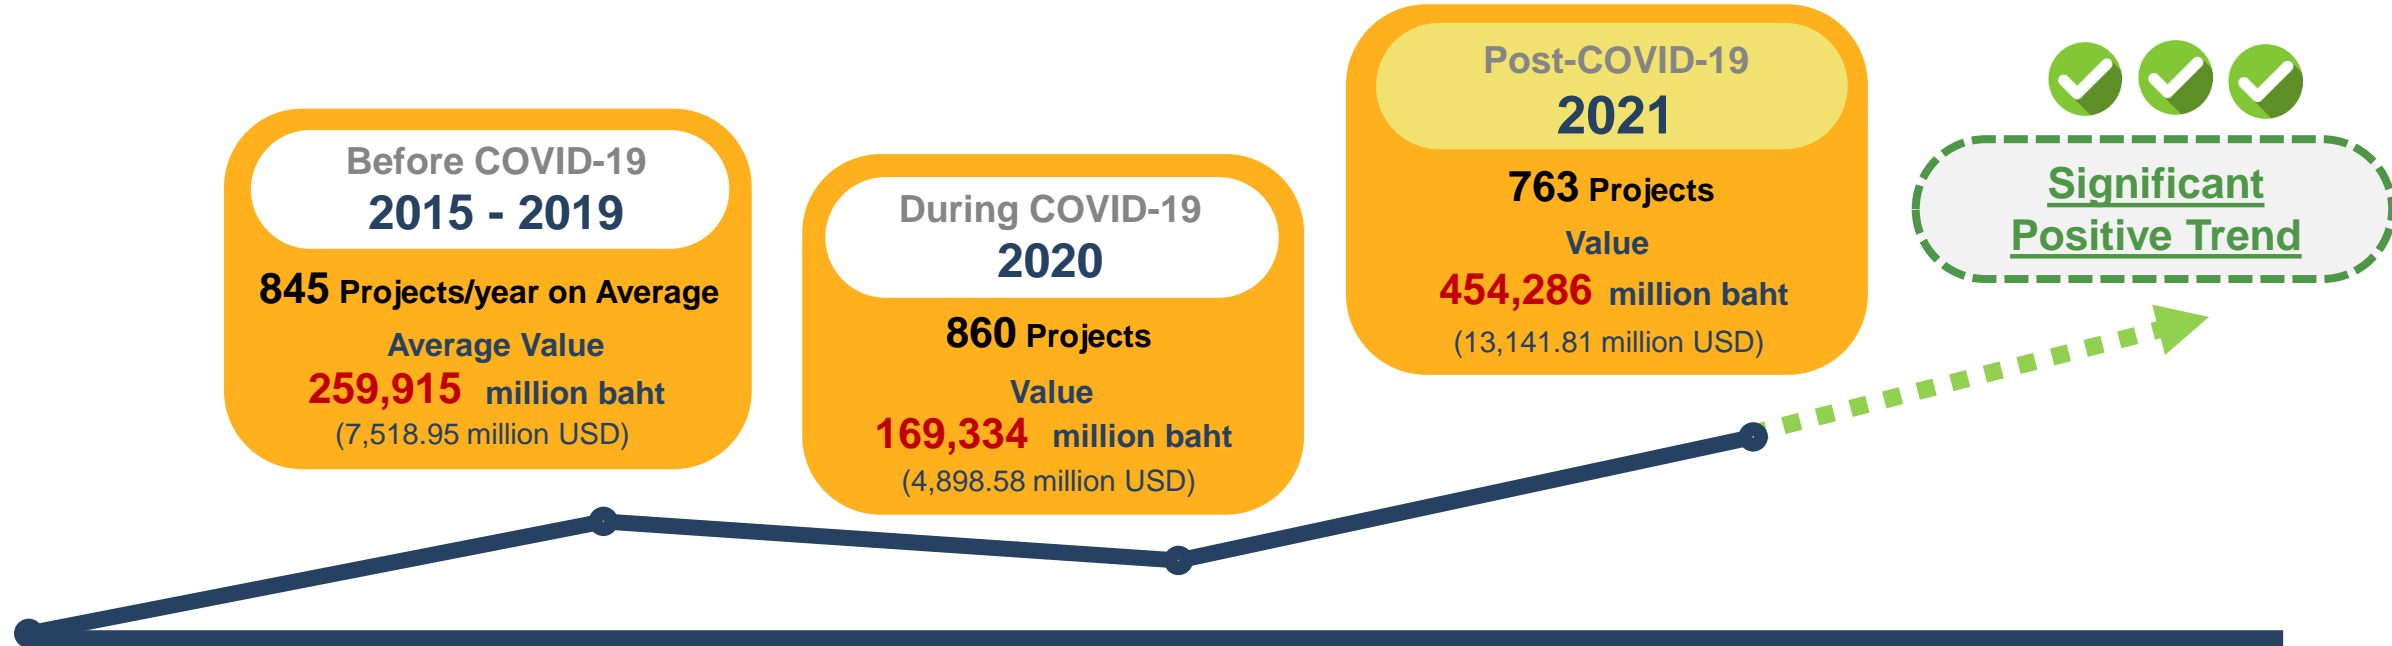 Before COVID-19
2015 - 2019
845 Projects/year on Average
Average Value
259,915 million baht
(7,518.95 million USD)
During COVID-19
2020
860 Projects
Value
169,334 million baht
(4,898.58 million USD)
Post-COVID-19
2021
763 Projects
Value
454,286 million baht
(13,141.81 million USD)
Significant
Positive Trend